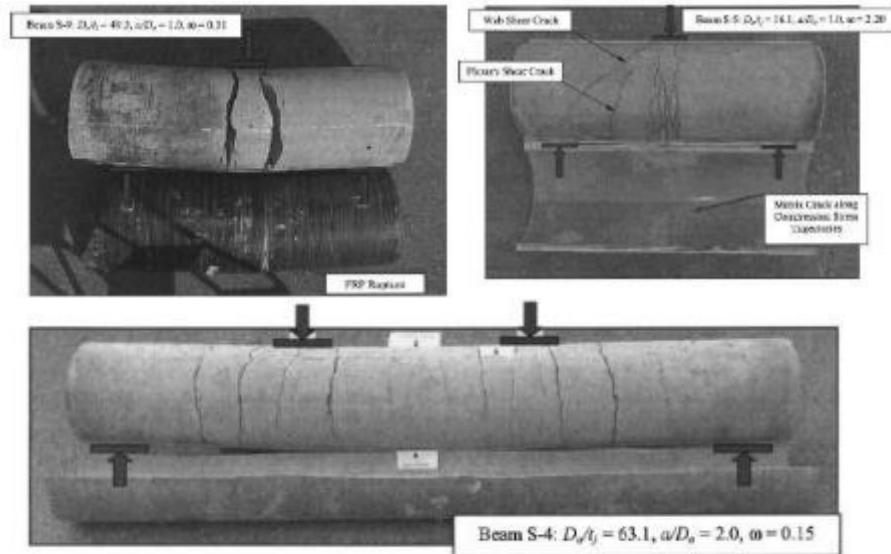 Beam S-9: Dₒ/tⱼ = 49.3, a/Dₒ = 1.0, ω = 0.31
FRP Rupture
Web Shear Crack
Beam S-5: Dₒ/tⱼ = 16.1, a/Dₒ = 1.0, ω = 2.20
Flexure Shear Crack
Matrix Crack along
Compression Stress
Trajectories
Beam S-4: Dₒ/tⱼ = 63.1, a/Dₒ = 2.0, ω = 0.15